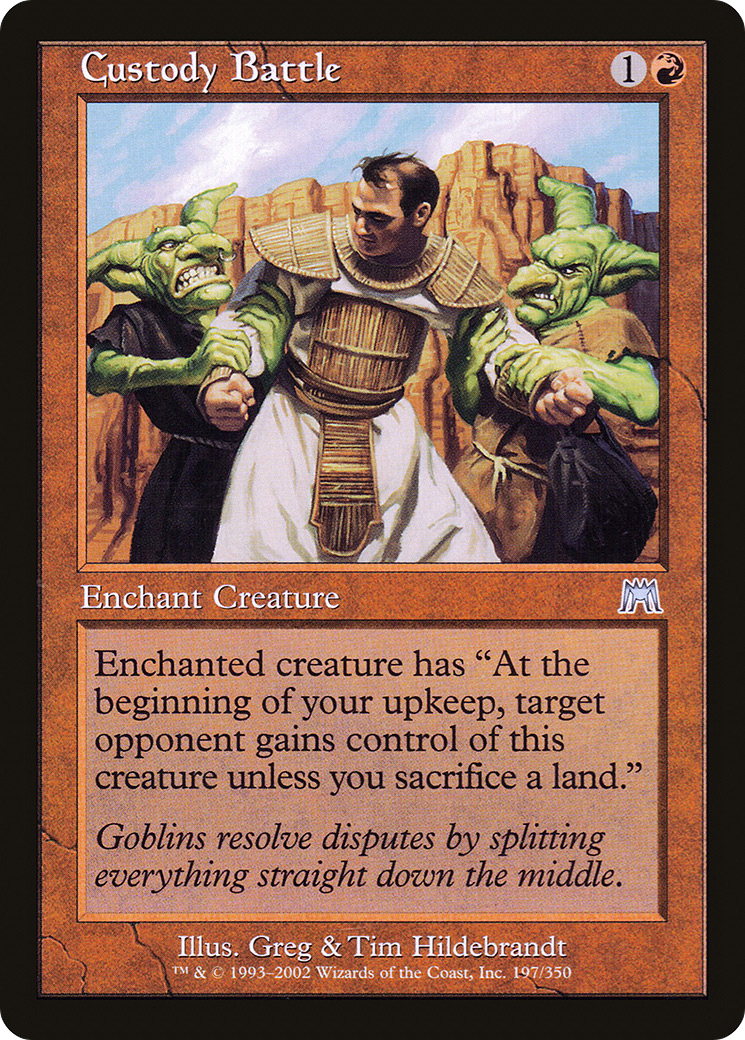 Custody Battle
1
Enchant Creature
Enchanted creature has “At the
beginning of your upkeep, target
opponent gains control of this
creature unless you sacrifice a land.”
Goblins resolve disputes by splitting
everything straight down the middle.
Illus. Greg & Tim Hildebrandt
™ & © 1993–2002 Wizards of the Coast, Inc. 197/350